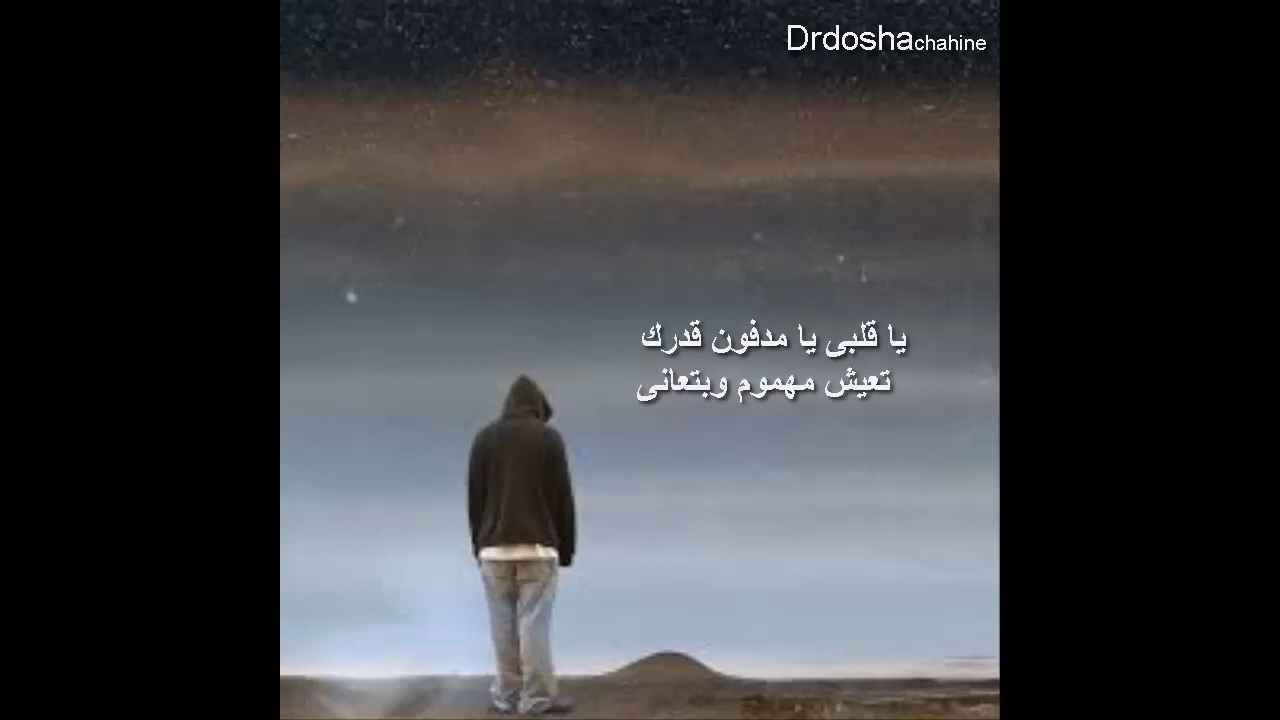 Drdoshachahine
يا قلبى يا مدفون قدرك
تعيش مهموم وبتعانى